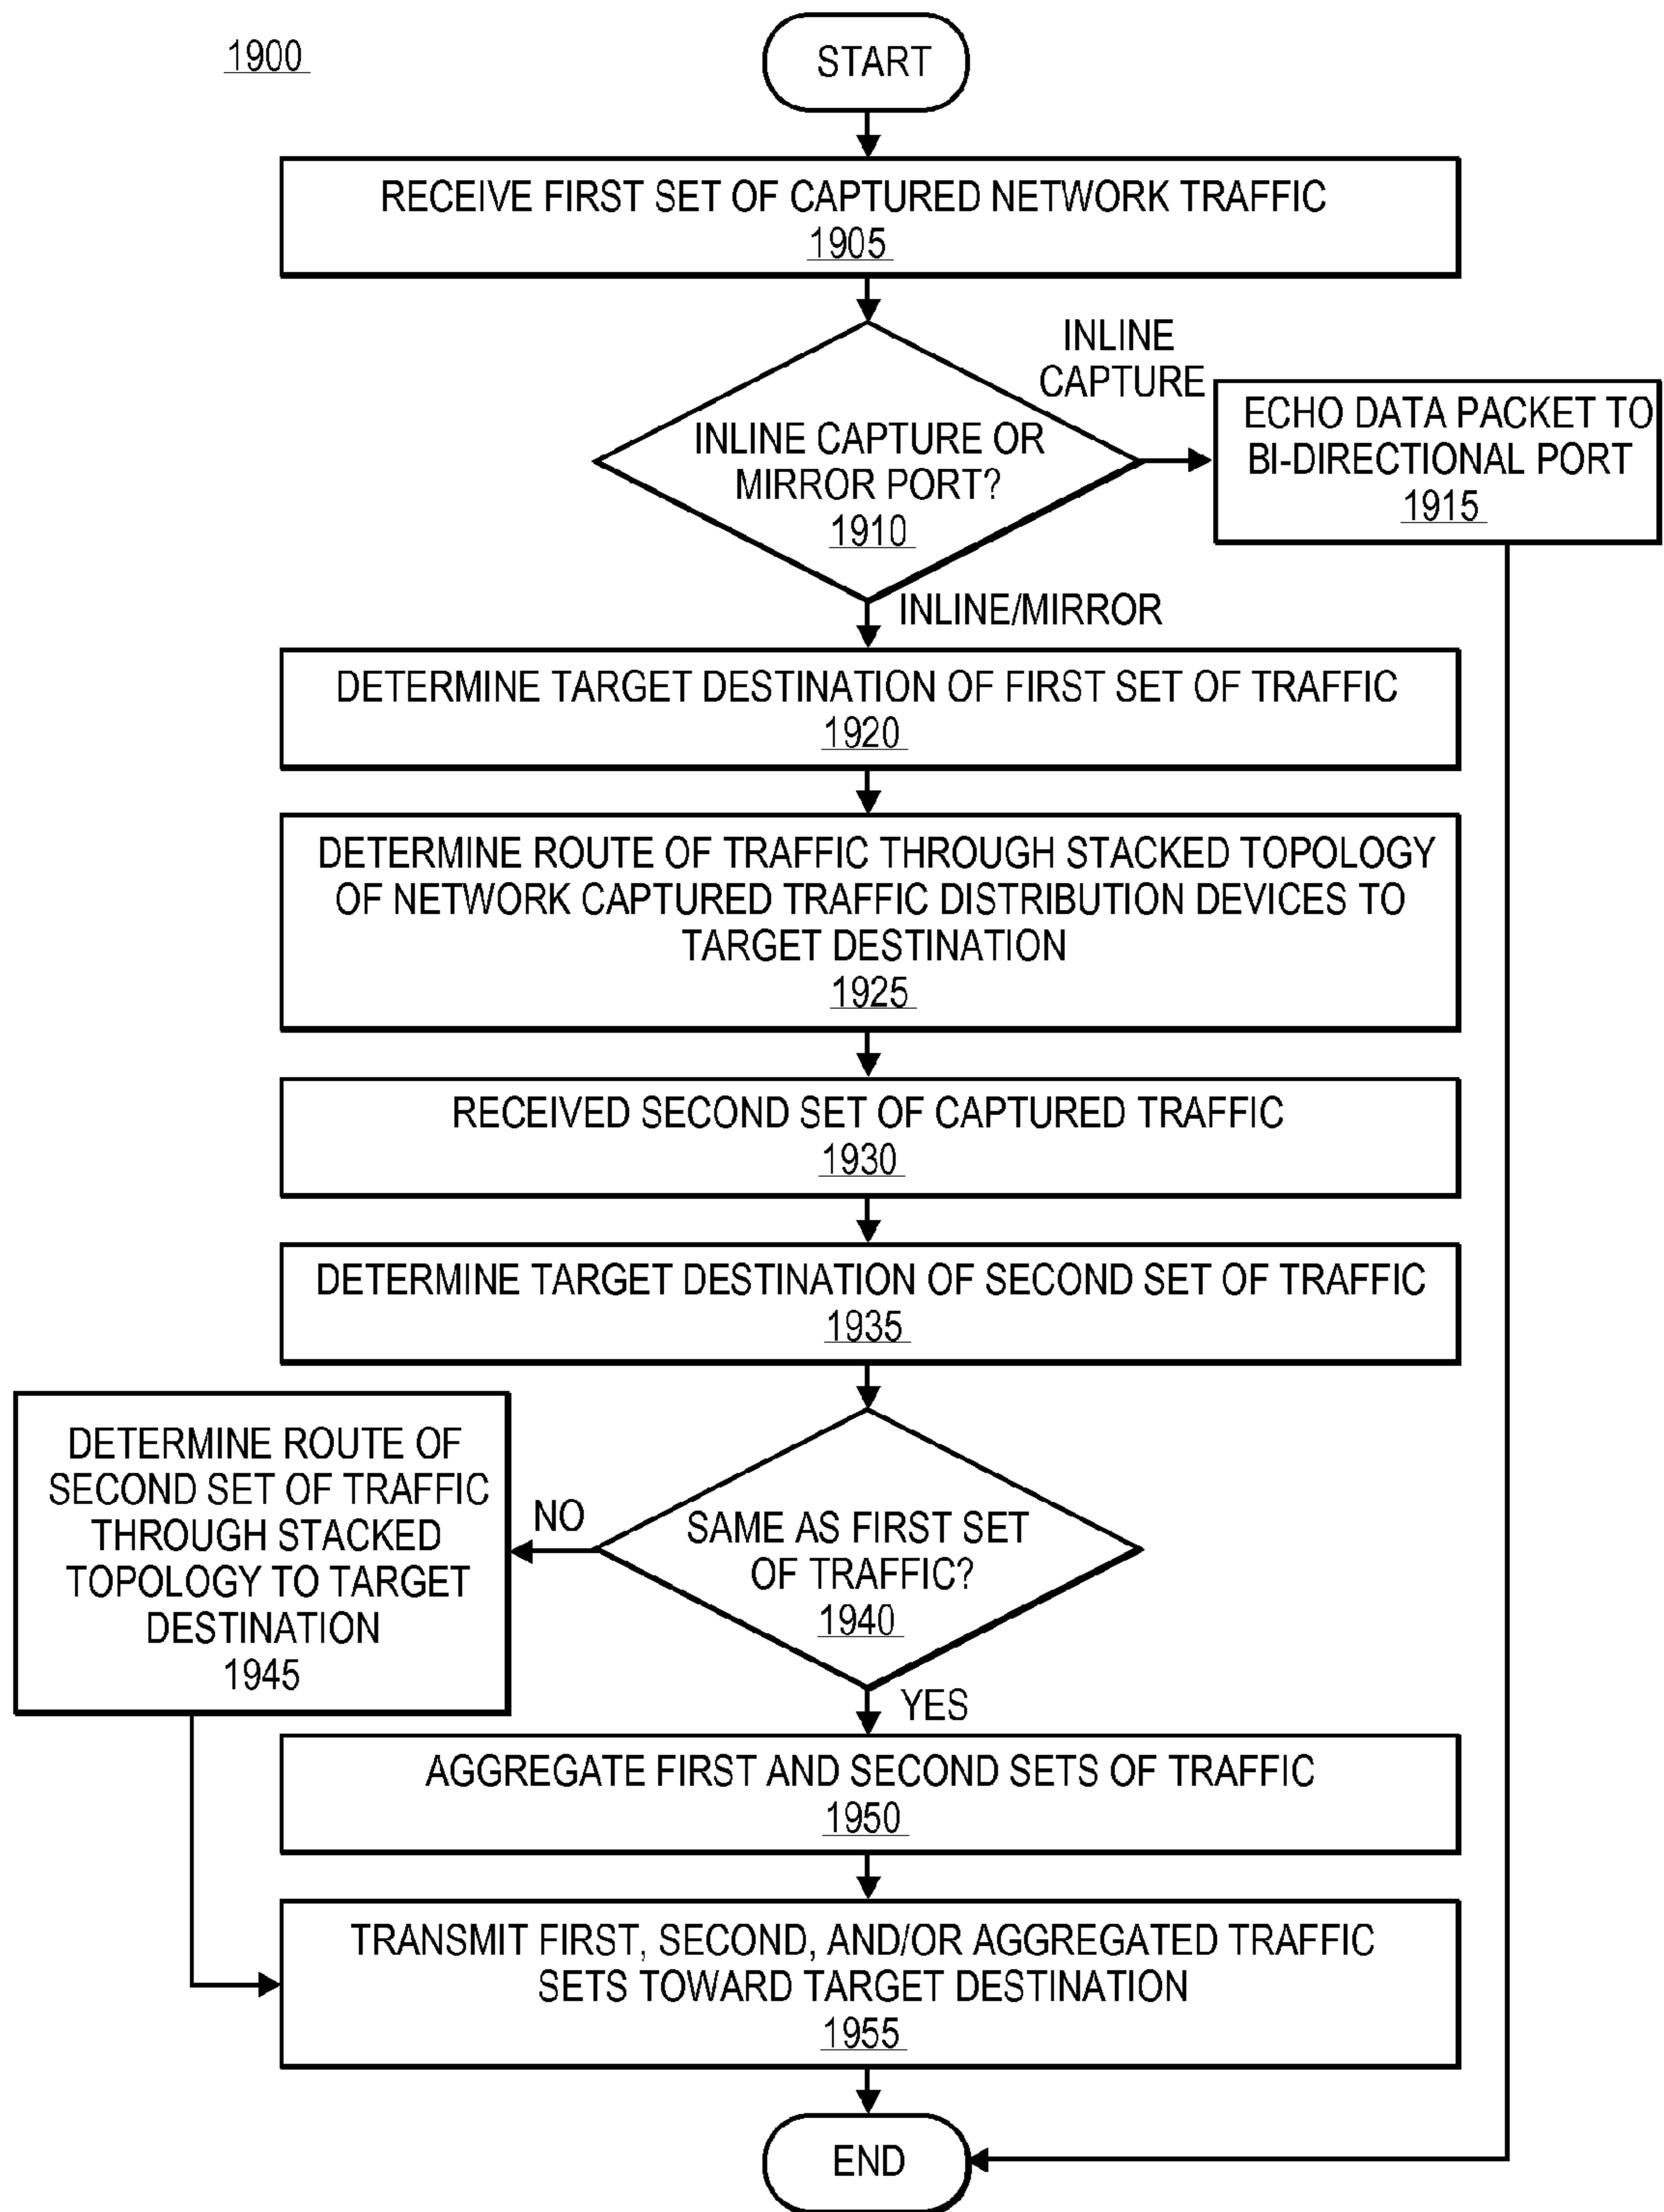 1900
START
RECEIVE FIRST SET OF CAPTURED NETWORK TRAFFIC
1905
INLINE
CAPTURE
INLINE CAPTURE OR
MIRROR PORT?
1910
ECHO DATA PACKET TO
BI-DIRECTIONAL PORT
1915
INLINE/MIRROR
DETERMINE TARGET DESTINATION OF FIRST SET OF TRAFFIC
1920
DETERMINE ROUTE OF TRAFFIC THROUGH STACKED TOPOLOGY
OF NETWORK CAPTURED TRAFFIC DISTRIBUTION DEVICES TO
TARGET DESTINATION
1925
RECEIVED SECOND SET OF CAPTURED TRAFFIC
1930
DETERMINE TARGET DESTINATION OF SECOND SET OF TRAFFIC
1935
SAME AS FIRST SET
OF TRAFFIC?
1940
NO
DETERMINE ROUTE OF
SECOND SET OF TRAFFIC
THROUGH STACKED
TOPOLOGY TO TARGET
DESTINATION
1945
YES
AGGREGATE FIRST AND SECOND SETS OF TRAFFIC
1950
TRANSMIT FIRST, SECOND, AND/OR AGGREGATED TRAFFIC
SETS TOWARD TARGET DESTINATION
1955
END